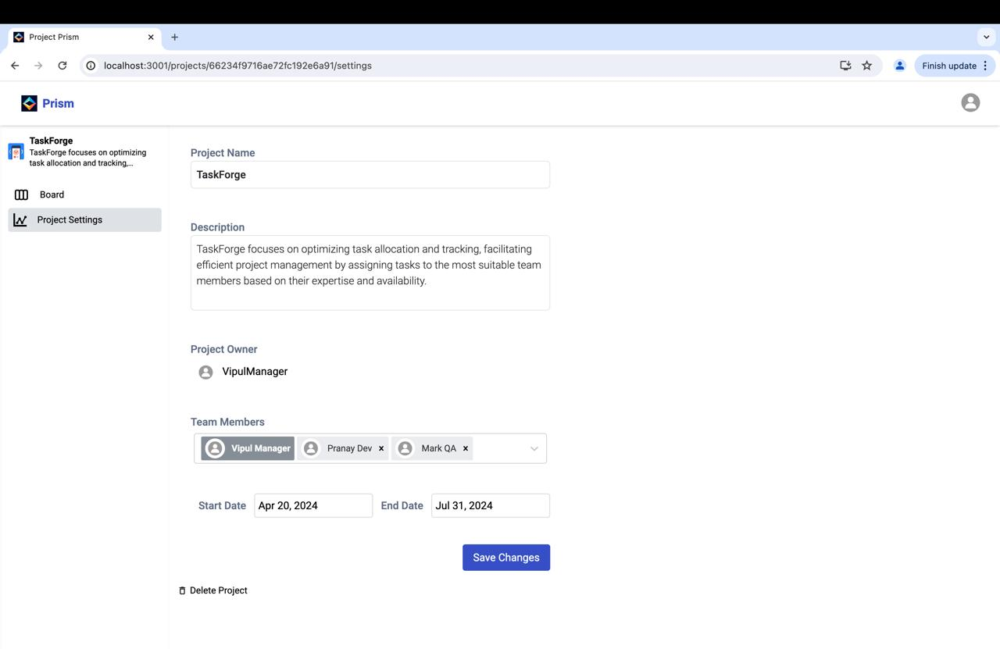 Project Prism
localhost:3001/projects/66234f9716ae72fc192e6a91/settings
Finish update
Prism
TaskForge
TaskForge focuses on optimizing
task allocation and tracking,...
Board
Project Settings
Project Name
TaskForge
Description
TaskForge focuses on optimizing task allocation and tracking, facilitating
efficient project management by assigning tasks to the most suitable team
members based on their expertise and availability.
Project Owner
VipulManager
Team Members
Vipul Manager Pranay Dev Mark QA
Start Date Apr 20, 2024 End Date Jul 31, 2024
Save Changes
Delete Project